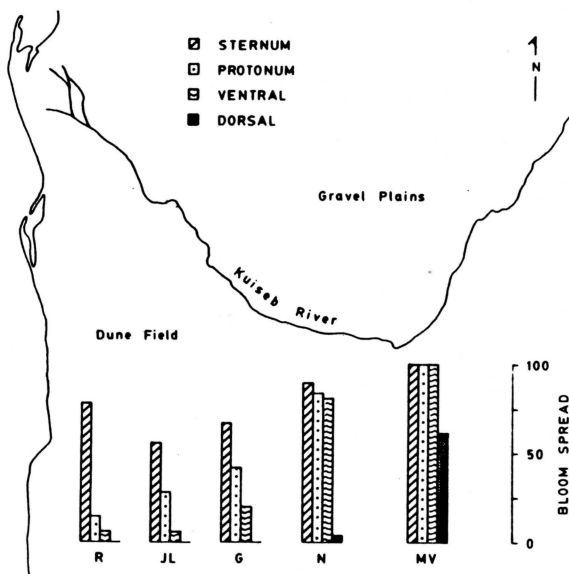 STERNUM
PROTONUM
VENTRAL
DORSAL
N
Gravel Plains
Kuiseb River
Dune Field
100
50
0
BLOOM SPREAD
R
JL
G
N
MV